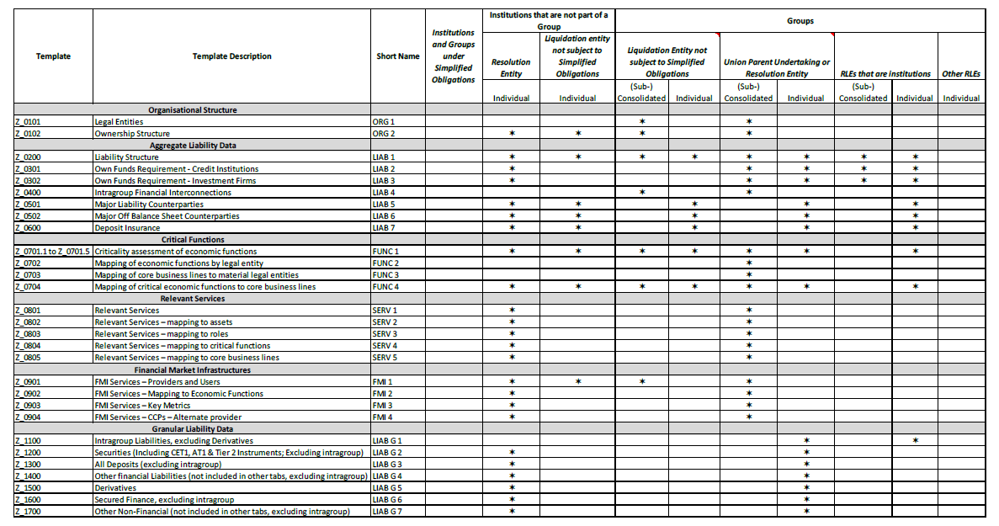 Template | Template Description | Short Name | Institutions and Groups under Simplified Obligations | Institutions that are not part of a Group | Groups
Resolution Entity | Liquidation entity not subject to Simplified Obligations | Liquidation Entity not subject to Simplified Obligations | Union Parent Undertaking or Resolution Entity | RLEs that are institutions | Other RLEs
Individual | Individual | (Sub-) Consolidated | Individual | (Sub-) Consolidated | Individual | (Sub-) Consolidated | Individual | Individual
Organisational Structure
Z_0101 | Legal Entities | ORG 1 | | | | * | | * | | | |
Z_0102 | Ownership Structure | ORG 2 | | * | * | * | | * | | | |
Aggregate Liability Data
Z_0200 | Liability Structure | LIAB 1 | | * | * | * | * | * | * | * | * |
Z_0301 | Own Funds Requirement - Credit Institutions | LIAB 2 | | * | | | | * | * | * | * |
Z_0302 | Own Funds Requirement - Investment Firms | LIAB 3 | | * | | | | * | * | * | * |
Z_0400 | Intragroup Financial Interconnections | LIAB 4 | | | | * | | * | | | |
Z_0501 | Major Liability Counterparties | LIAB 5 | | * | * | | * | | * | | * |
Z_0502 | Major Off Balance Sheet Counterparties | LIAB 6 | | * | * | | * | | * | | * |
Z_0600 | Deposit Insurance | LIAB 7 | | * | * | | * | | * | | * |
Critical Functions
Z_0701.1 to Z_0701.5 | Criticality assessment of economic functions | FUNC 1 | | * | * | * | * | * | * | | * |
Z_0702 | Mapping of economic functions by legal entity | FUNC 2 | | | | | | * | | | |
Z_0703 | Mapping of core business lines to material legal entities | FUNC 3 | | | | | | * | | | |
Z_0704 | Mapping of critical economic functions to core business lines | FUNC 4 | | * | * | * | * | * | * | | * |
Relevant Services
Z_0801 | Relevant Services | SERV 1 | | * | | | | * | | | |
Z_0802 | Relevant Services – mapping to assets | SERV 2 | | * | | | | * | | | |
Z_0803 | Relevant Services – mapping to roles | SERV 3 | | * | | | | * | | | |
Z_0804 | Relevant Services – mapping to critical functions | SERV 4 | | * | | | | * | | | |
Z_0805 | Relevant Services – mapping to core business lines | SERV 5 | | * | | | | * | | | |
Financial Market Infrastructures
Z_0901 | FMI Services – Providers and Users | FMI 1 | | * | * | * | | * | | | |
Z_0902 | FMI Services – Mapping to Economic Functions | FMI 2 | | * | | | | * | | | |
Z_0903 | FMI Services – Key Metrics | FMI 3 | | * | | | | * | | | |
Z_0904 | FMI Services – CCPs – Alternate provider | FMI 4 | | * | | | | * | | | |
Granular Liability Data
Z_1100 | Intragroup Liabilities, excluding Derivatives | LIAB G 1 | | | | | | | * | | * |
Z_1200 | Securities (Including CET1, AT1 & Tier 2 Instruments; Excluding intragroup) | LIAB G 2 | | * | | | | | * | | |
Z_1300 | All Deposits (excluding intragroup) | LIAB G 3 | | * | | | | | * | | |
Z_1400 | Other financial Liabilities (not included in other tabs, excluding intragroup) | LIAB G 4 | | * | | | | | * | | |
Z_1500 | Derivatives | LIAB G 5 | | * | | | | | * | | |
Z_1600 | Secured Finance, excluding intragroup | LIAB G 6 | | * | | | | | * | | |
Z_1700 | Other Non-Financial (not included in other tabs, excluding intragroup) | LIAB G 7 | | * | | | | | * | | |